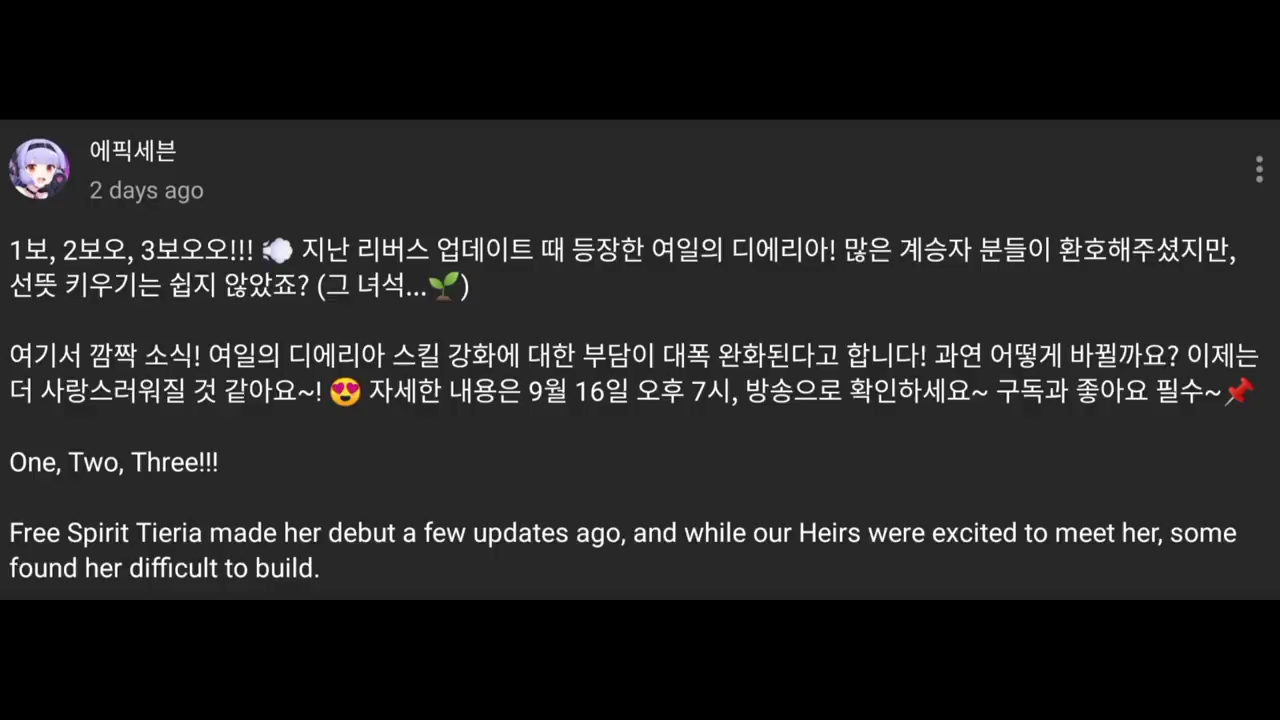 에픽세븐
2 days ago
1보, 2보오, 3보오오!!! 💨 지난 리버스 업데이트 때 등장한 여일의 디에리아! 많은 계승자 분들이 환호해주셨지만,
선뜻 키우기는 쉽지 않았죠? (그 녀석...🌱)
여기서 깜짝 소식! 여일의 디에리아 스킬 강화에 대한 부담이 대폭 완화된다고 합니다! 과연 어떻게 바뀔까요? 이제는
더 사랑스러워질 것 같아요~! 😍 자세한 내용은 9월 16일 오후 7시, 방송으로 확인하세요~ 구독과 좋아요 필수~📌
One, Two, Three!!!
Free Spirit Tieria made her debut a few updates ago, and while our Heirs were excited to meet her, some
found her difficult to build.